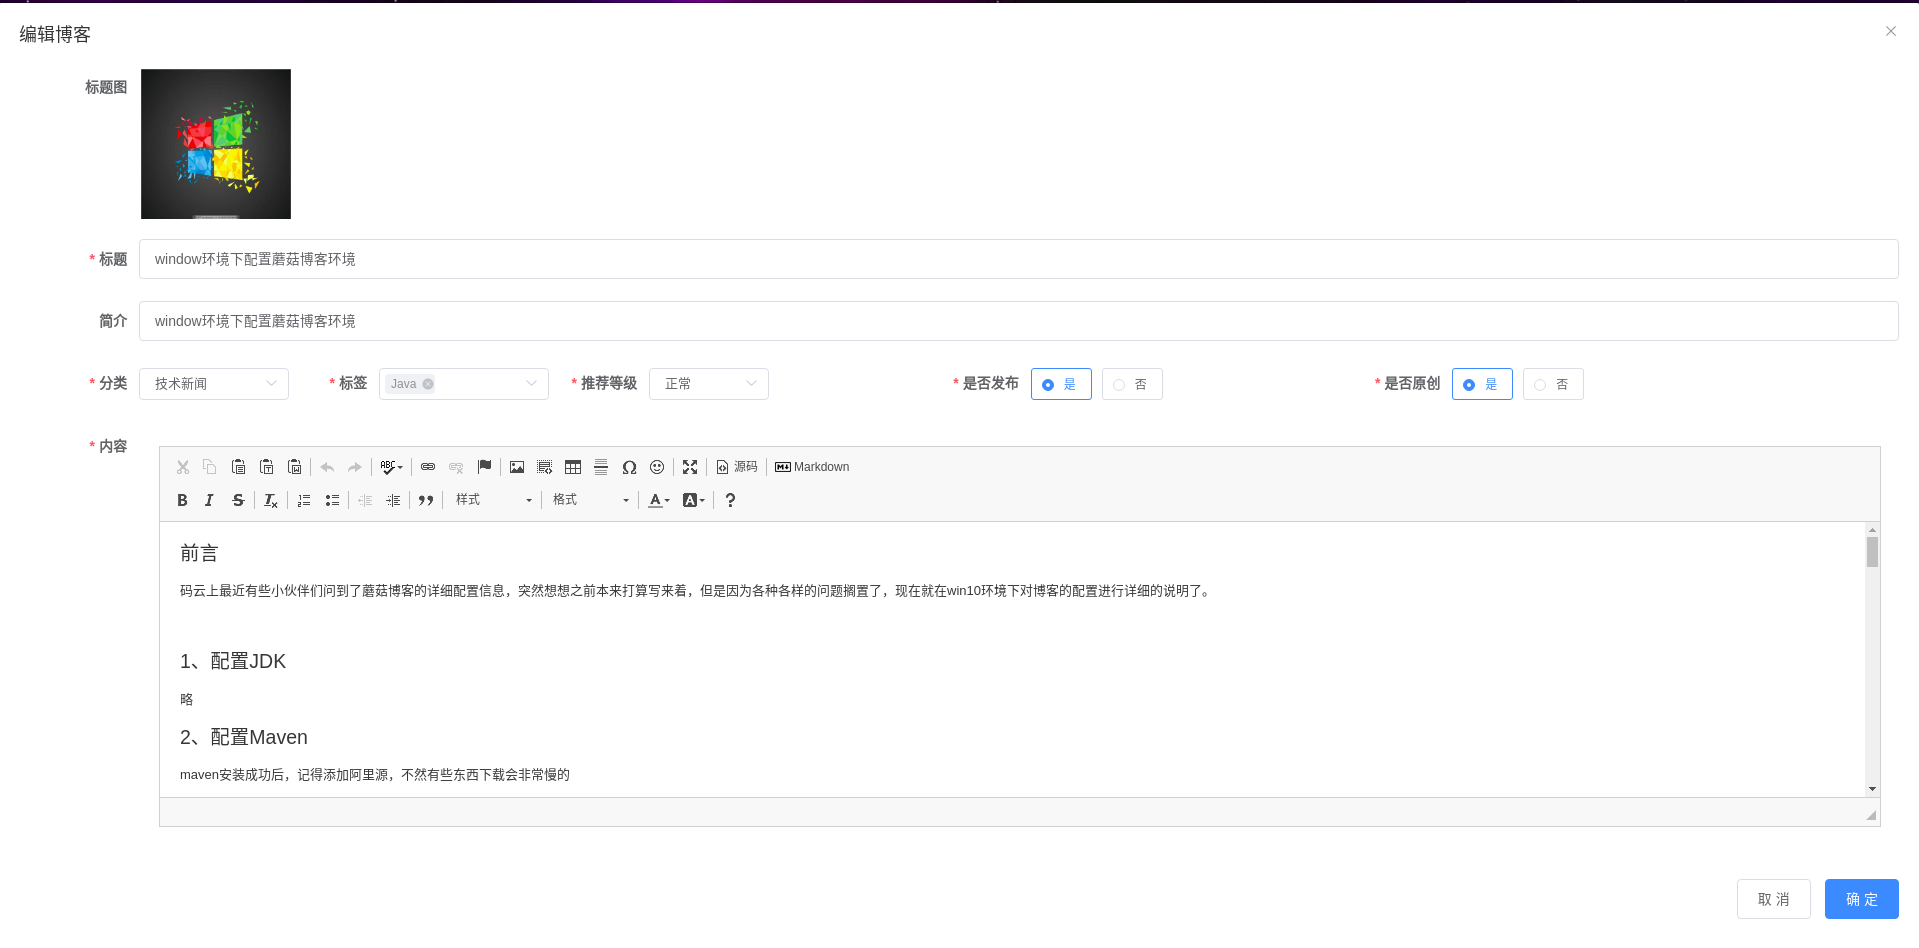 编辑博客
标题图
* 标题 window环境下配置蘑菇博客环境
简介 window环境下配置蘑菇博客环境
* 分类 技术新闻 * 标签 Java * 推荐等级 正常 * 是否发布 是 否 * 是否原创 是 否
* 内容
ABC Ω 源码 Markdown
B I S Tx 样式 格式 A A ?
前言
码云上最近有些小伙伴们问到了蘑菇博客的详细配置信息，突然想想之前本来打算写来着，但是因为各种各样的问题搁置了，现在就在win10环境下对博客的配置进行详细的说明了。
1、配置JDK
略
2、配置Maven
maven安装成功后，记得添加阿里源，不然有些东西下载会非常慢的
取 消 确 定